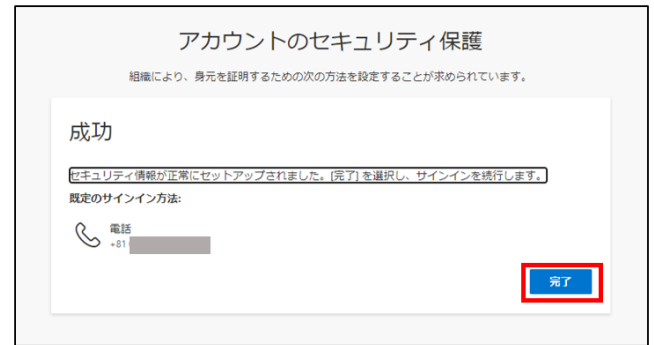 アカウントのセキュリティ保護
組織により、身元を証明するための次の方法を設定することが求められています。
成功
セキュリティ情報が正常にセットアップされました。[完了] を選択し、サインインを続行します。
既定のサインイン方法:
電話
+81
完了